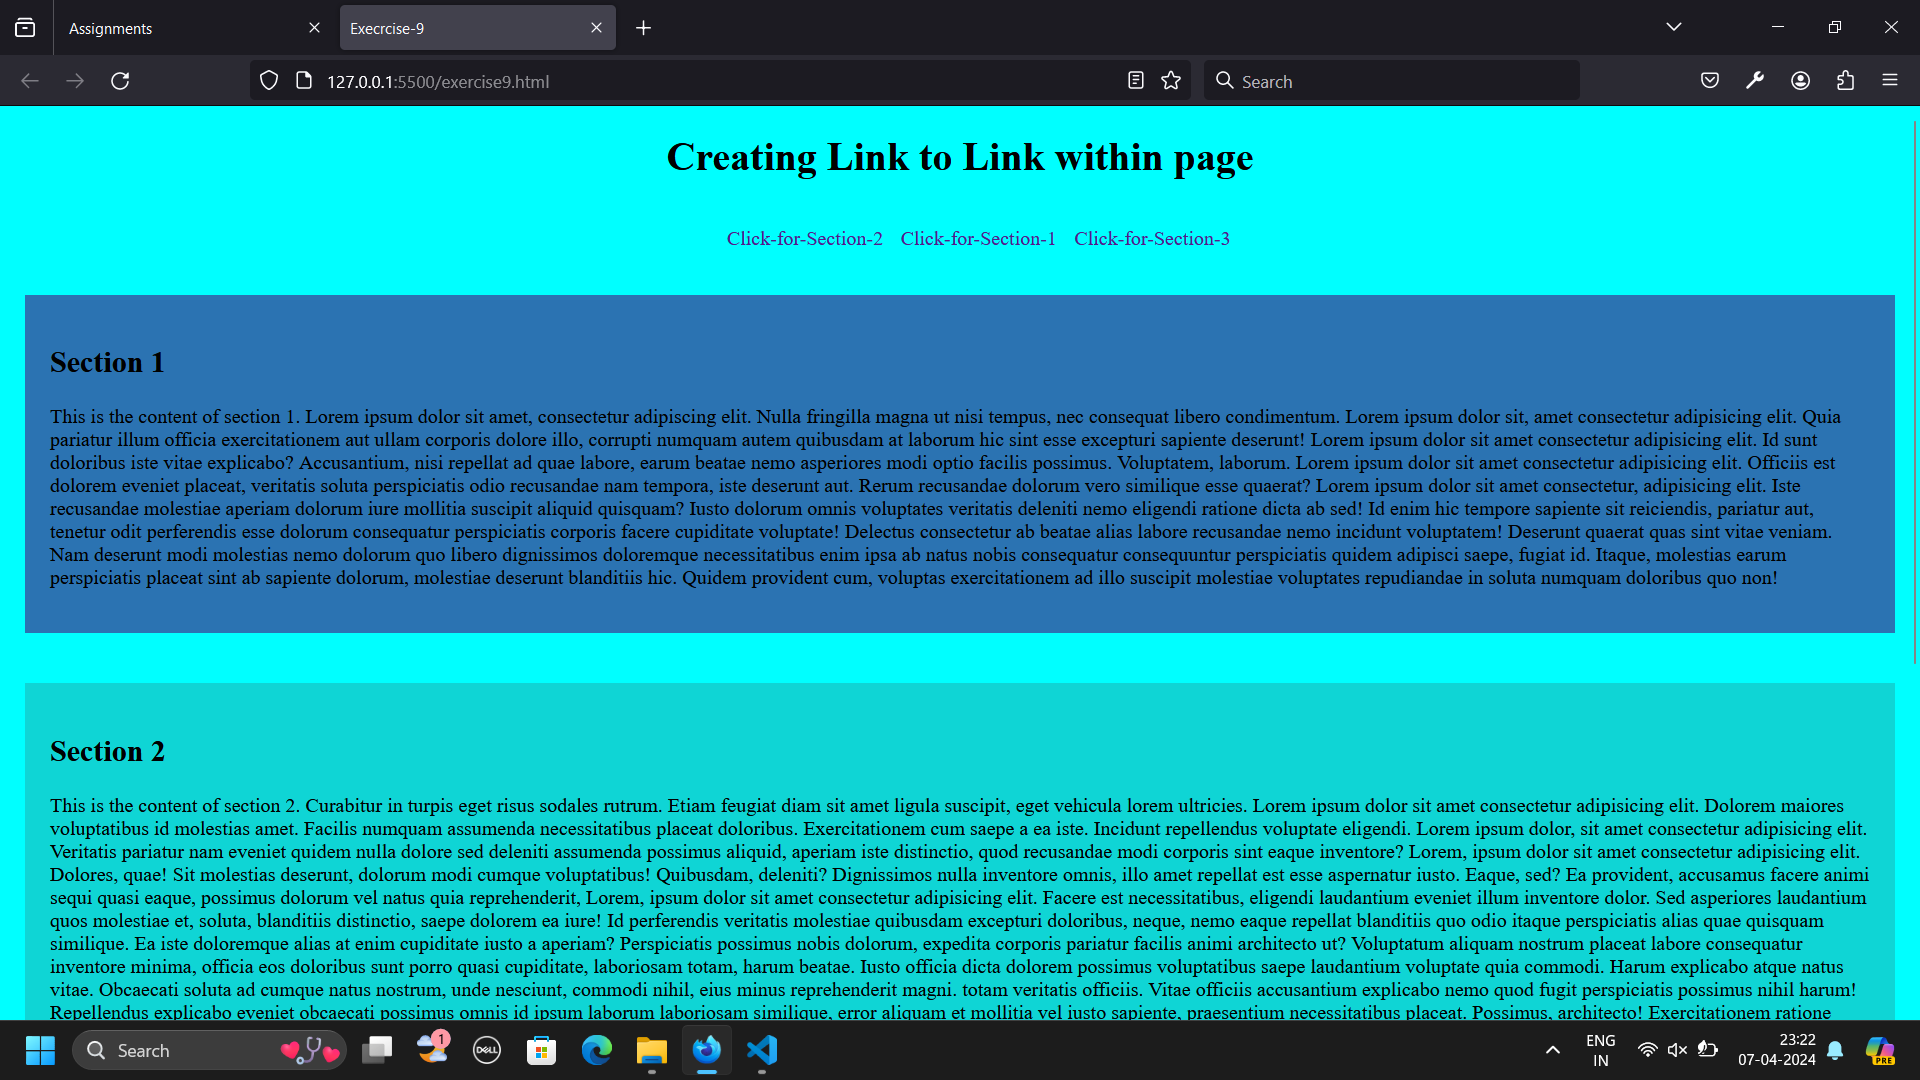 Assignments
Execrcise-9
127.0.0.1:5500/exercise9.html
Search
Creating Link to Link within page
Click-for-Section-2 Click-for-Section-1 Click-for-Section-3
Section 1
This is the content of section 1. Lorem ipsum dolor sit amet, consectetur adipiscing elit. Nulla fringilla magna ut nisi tempus, nec consequat libero condimentum. Lorem ipsum dolor sit, amet consectetur adipisicing elit. Quia
pariatur illum officia exercitationem aut ullam corporis dolore illo, corrupti numquam autem quibusdam at laborum hic sint esse excepturi sapiente deserunt! Lorem ipsum dolor sit amet consectetur adipisicing elit. Id sunt
doloribus iste vitae explicabo? Accusantium, nisi repellat ad quae labore, earum beatae nemo asperiores modi optio facilis possimus. Voluptatem, laborum. Lorem ipsum dolor sit amet consectetur adipisicing elit. Officiis est
dolorem eveniet placeat, veritatis soluta perspiciatis odio recusandae nam tempora, iste deserunt aut. Rerum recusandae dolorum vero similique esse quaerat? Lorem ipsum dolor sit amet consectetur, adipisicing elit. Iste
recusandae molestiae aperiam dolorum iure mollitia suscipit aliquid quisquam? Iusto dolorum omnis voluptates veritatis deleniti nemo eligendi ratione dicta ab sed! Id enim hic tempore sapiente sit reiciendis, pariatur aut,
tenetur odit perferendis esse dolorum consequatur perspiciatis corporis facere cupiditate voluptate! Delectus consectetur ab beatae alias labore recusandae nemo incidunt voluptatem! Deserunt quaerat quas sint vitae veniam.
Nam deserunt modi molestias nemo dolorum quo libero dignissimos doloremque necessitatibus enim ipsa ab natus nobis consequatur consequuntur perspiciatis quidem adipisci saepe, fugiat id. Itaque, molestias earum
perspiciatis placeat sint ab sapiente dolorum, molestiae deserunt blanditiis hic. Quidem provident cum, voluptas exercitationem ad illo suscipit molestiae voluptates repudiandae in soluta numquam doloribus quo non!
Section 2
This is the content of section 2. Curabitur in turpis eget risus sodales rutrum. Etiam feugiat diam sit amet ligula suscipit, eget vehicula lorem ultricies. Lorem ipsum dolor sit amet consectetur adipisicing elit. Dolorem maiores
voluptatibus id molestias amet. Facilis numquam assumenda necessitatibus placeat doloribus. Exercitationem cum saepe a ea iste. Incidunt repellendus voluptate eligendi. Lorem ipsum dolor, sit amet consectetur adipisicing elit.
Veritatis pariatur nam eveniet quidem nulla dolore sed deleniti assumenda possimus aliquid, aperiam iste distinctio, quod recusandae modi corporis sint eaque inventore? Lorem, ipsum dolor sit amet consectetur adipisicing elit.
Dolores, quae! Sit molestias deserunt, dolorum modi cumque voluptatibus! Quibusdam, deleniti? Dignissimos nulla inventore omnis, illo amet repellat est esse aspernatur iusto. Eaque, sed? Ea provident, accusamus facere animi
sequi quasi eaque, possimus dolorum vel natus quia reprehenderit, Lorem, ipsum dolor sit amet consectetur adipisicing elit. Facere est necessitatibus, eligendi laudantium eveniet illum inventore dolor. Sed asperiores laudantium
quos molestiae et, soluta, blanditiis distinctio, saepe dolorem ea iure! Id perferendis veritatis molestiae quibusdam excepturi doloribus, neque, nemo eaque repellat blanditiis quo odio itaque perspiciatis alias quae quisquam
similique. Ea iste doloremque alias at enim cupiditate iusto a aperiam? Perspiciatis possimus nobis dolorum, expedita corporis pariatur facilis animi architecto ut? Voluptatum aliquam nostrum placeat labore consequatur
inventore minima, officia eos doloribus sunt porro quasi cupiditate, laboriosam totam, harum beatae. Iusto officia dicta dolorem possimus voluptatibus saepe laudantium voluptate quia commodi. Harum explicabo atque natus
vitae. Obcaecati soluta ad cumque natus nostrum, unde nesciunt, commodi nihil, eius minus reprehenderit magni. totam veritatis officiis. Vitae officiis accusantium explicabo nemo quod fugit perspiciatis possimus nihil harum!
Repellendus explicabo eveniet obcaecati possimus omnis id ipsum laborum laboriosam similique, error aliquam et mollitia vel iusto sapiente, praesentium necessitatibus placeat. Possimus, architecto! Exercitationem ratione
Search
1
DELL
ENG
IN
23:22
07-04-2024
PRE